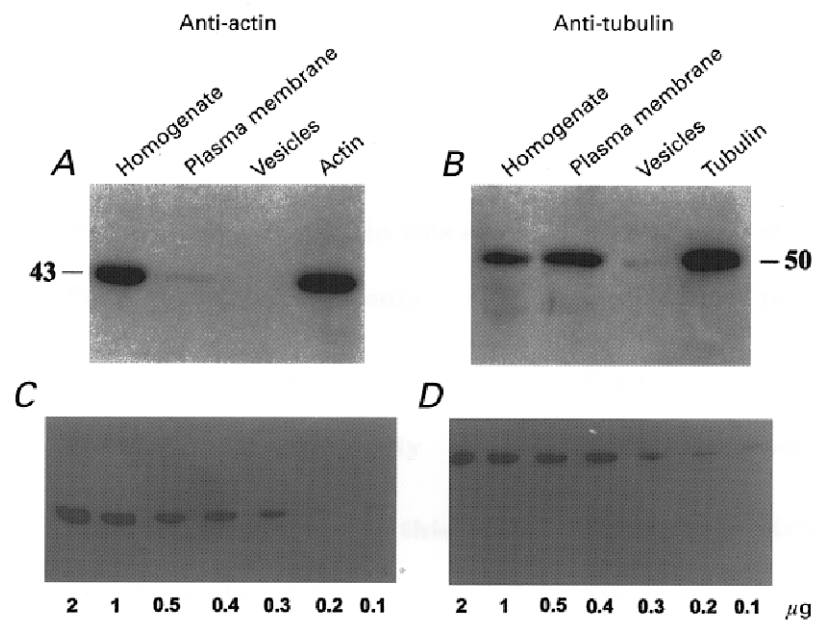 Anti-actin
Anti-tubulin
A
Homogenate
Plasma membrane
Vesicles
Actin
43
B
Homogenate
Plasma membrane
Vesicles
Tubulin
50
C
2 1 0.5 0.4 0.3 0.2 0.1
D
2 1 0.5 0.4 0.3 0.2 0.1 μg